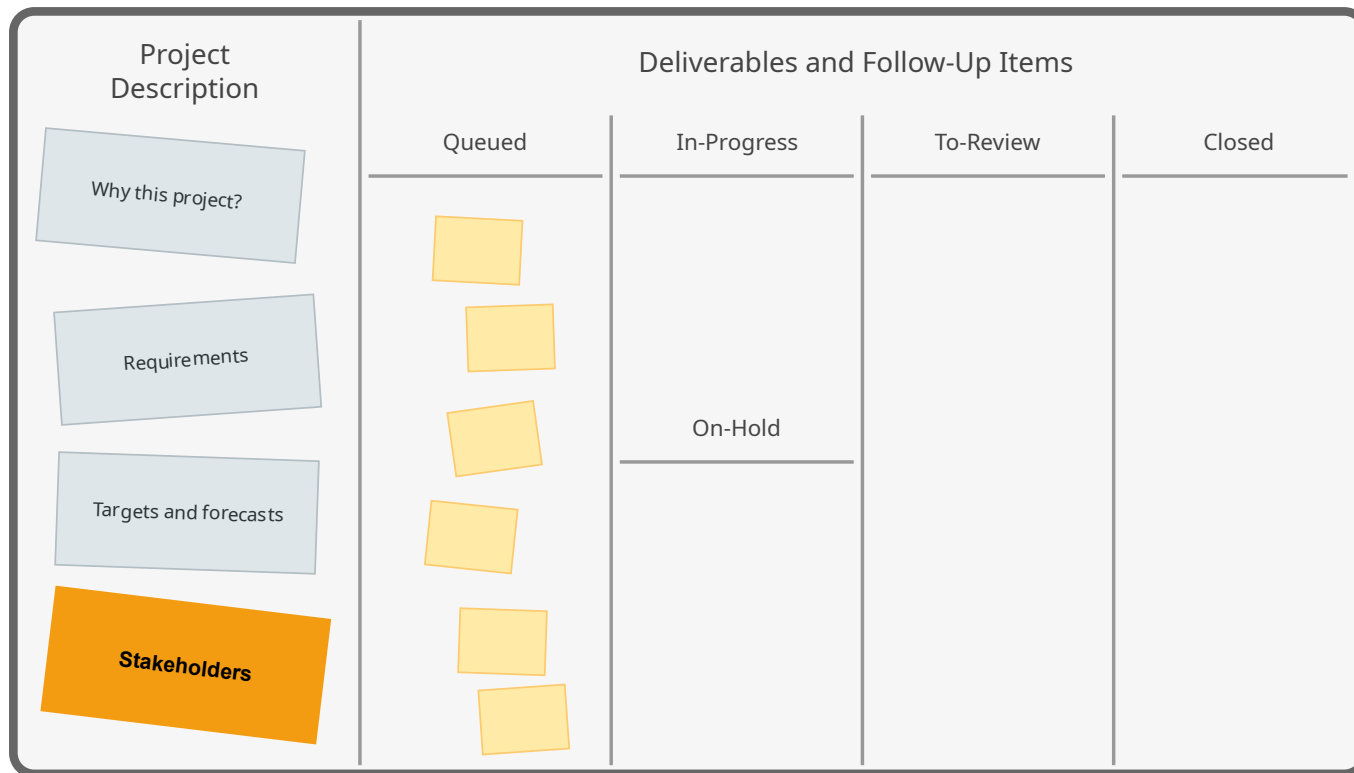 Project
Description
Deliverables and Follow-Up Items
Queued
In-Progress
To-Review
Closed
Why this project?
Requirements
On-Hold
Targets and forecasts
Stakeholders